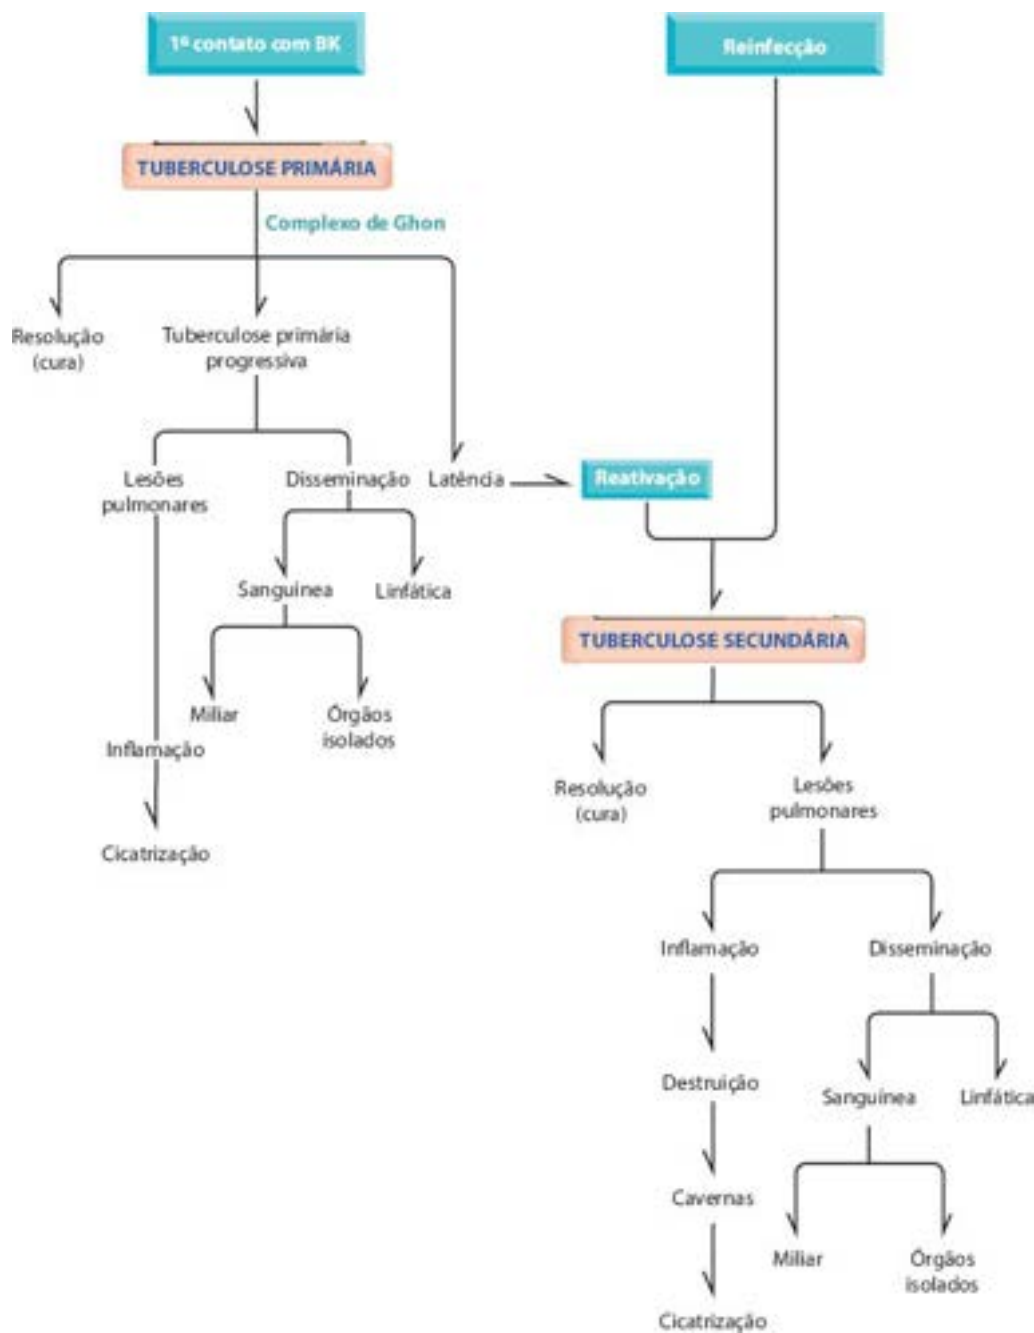 1º contato com BK
Reinfecção
TUBERCULOSE PRIMÁRIA
Complexo de Ghon
Resolução
(cura)
Tuberculose primária
progressiva
Lesões
pulmonares
Disseminação
Latência
Reativação
Sanguínea
Linfática
TUBERCULOSE SECUNDÁRIA
Miliar
Órgãos
isolados
Inflamação
Cicatrização
Resolução
(cura)
Lesões
pulmonares
Inflamação
Disseminação
Destruição
Sanguínea
Linfática
Cavernas
Miliar
Órgãos
isolados
Cicatrização